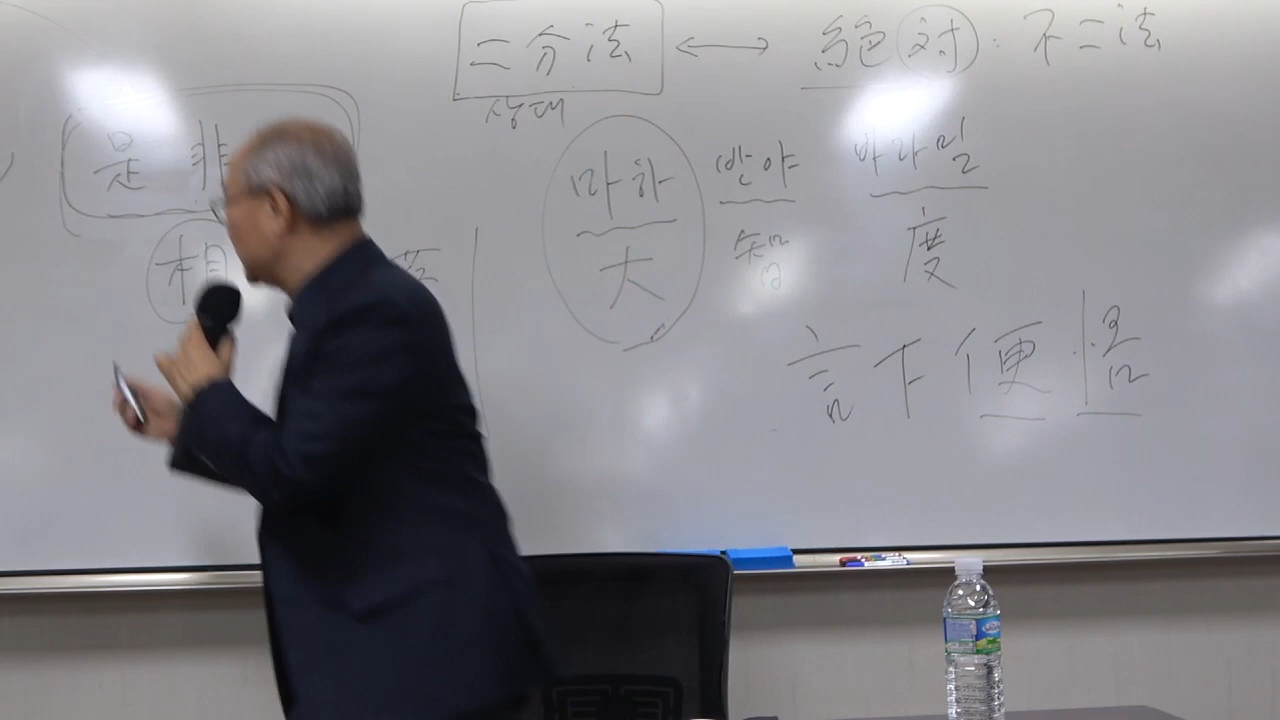 二分法 ⟷ 絶対 : 不二法
상대
是非
相
마하 반야 바라밀
大 智 度
言下便悟